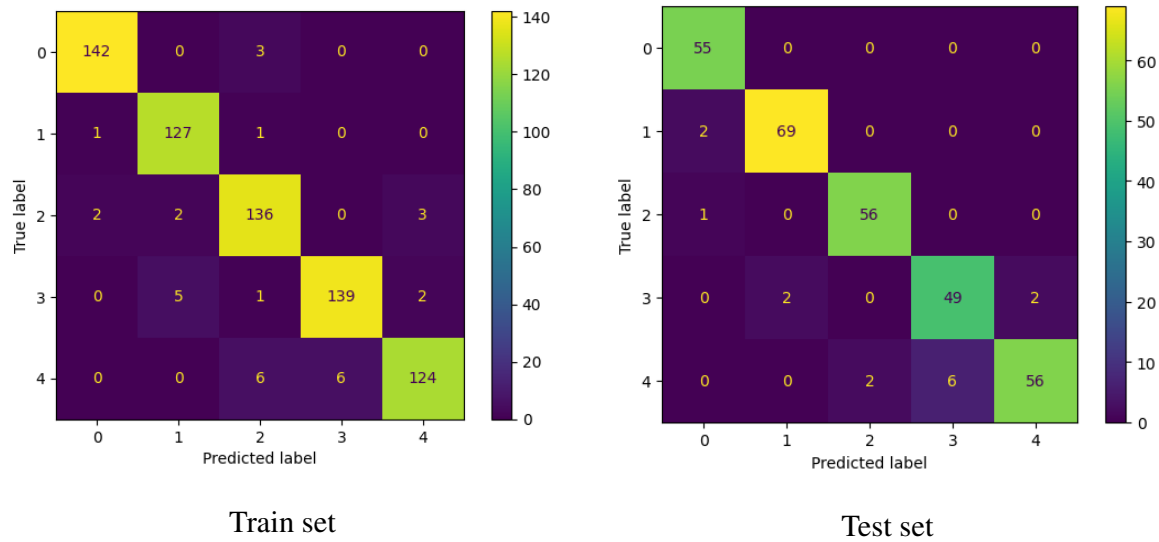 0 142 0 3 0 0
1 1 127 1 0 0
2 2 2 136 0 3
3 0 5 1 139 2
4 0 0 6 6 124
0 1 2 3 4
Predicted label
True label
140
120
100
80
60
40
20
0
Train set
0 55 0 0 0 0
1 2 69 0 0 0
2 1 0 56 0 0
3 0 2 0 49 2
4 0 0 2 6 56
0 1 2 3 4
Predicted label
True label
60
50
40
30
20
10
0
Test set